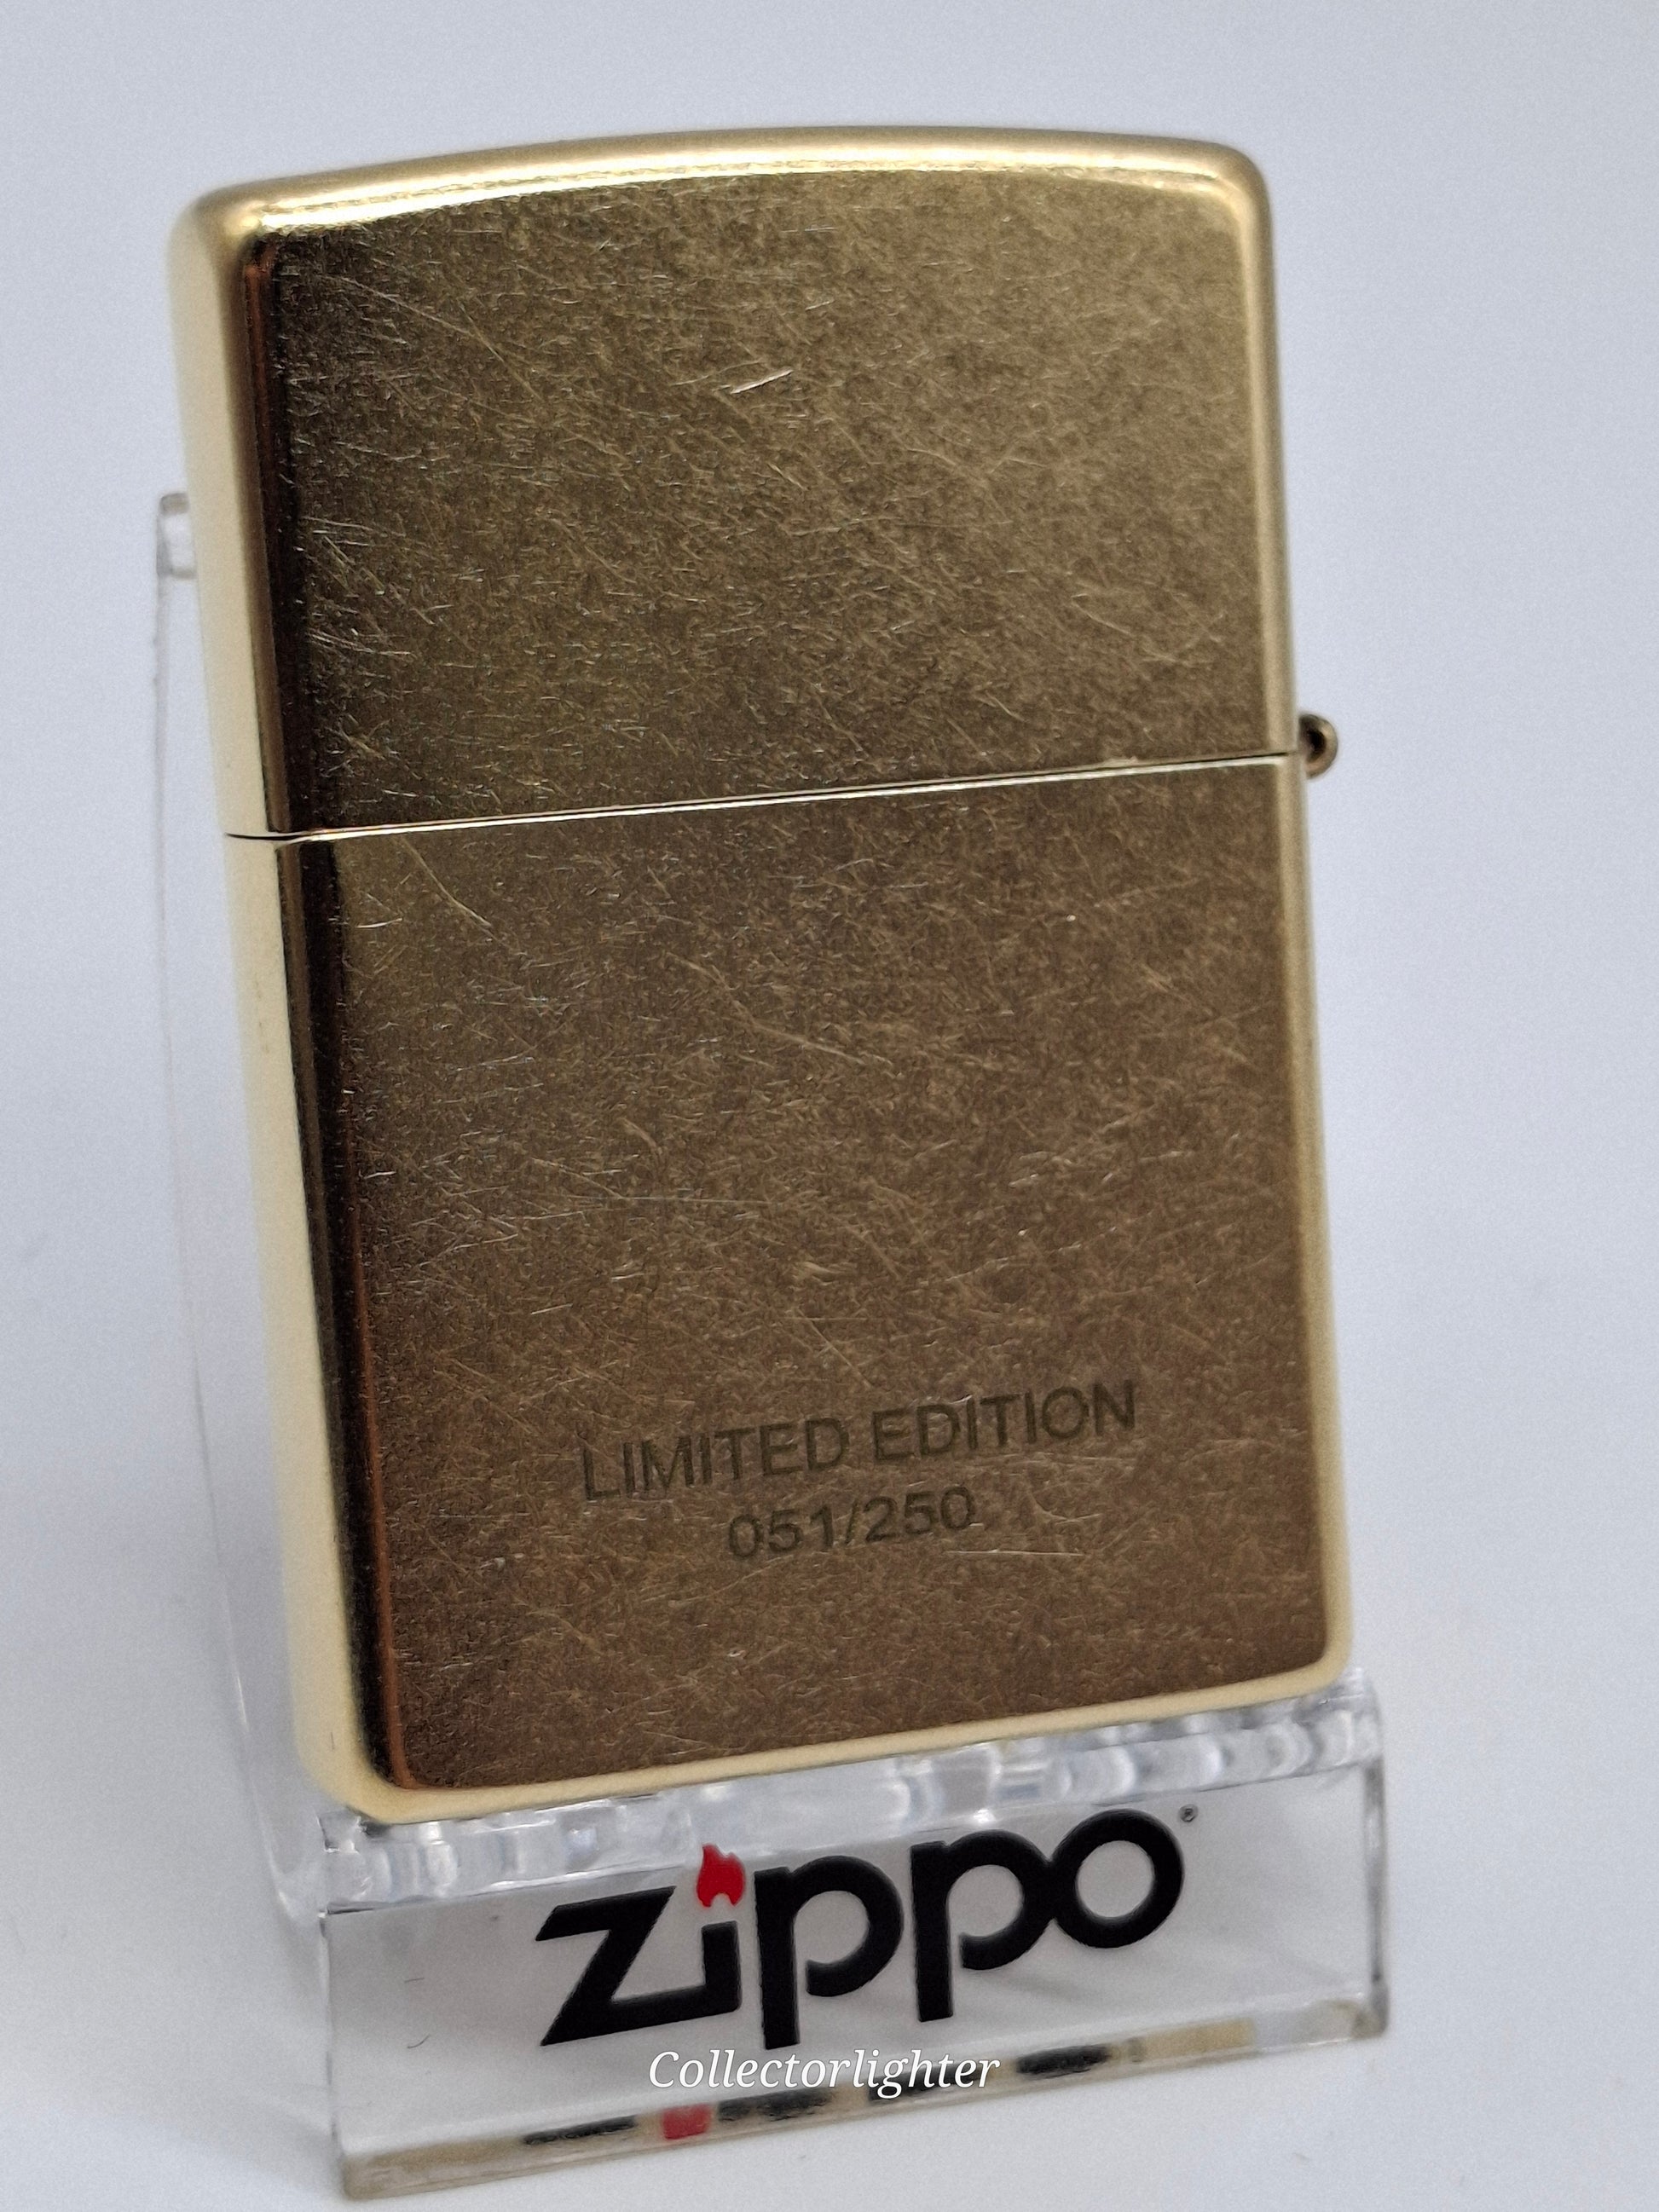 LIMITED EDITION
051/250
zippo®
Collectorlighter